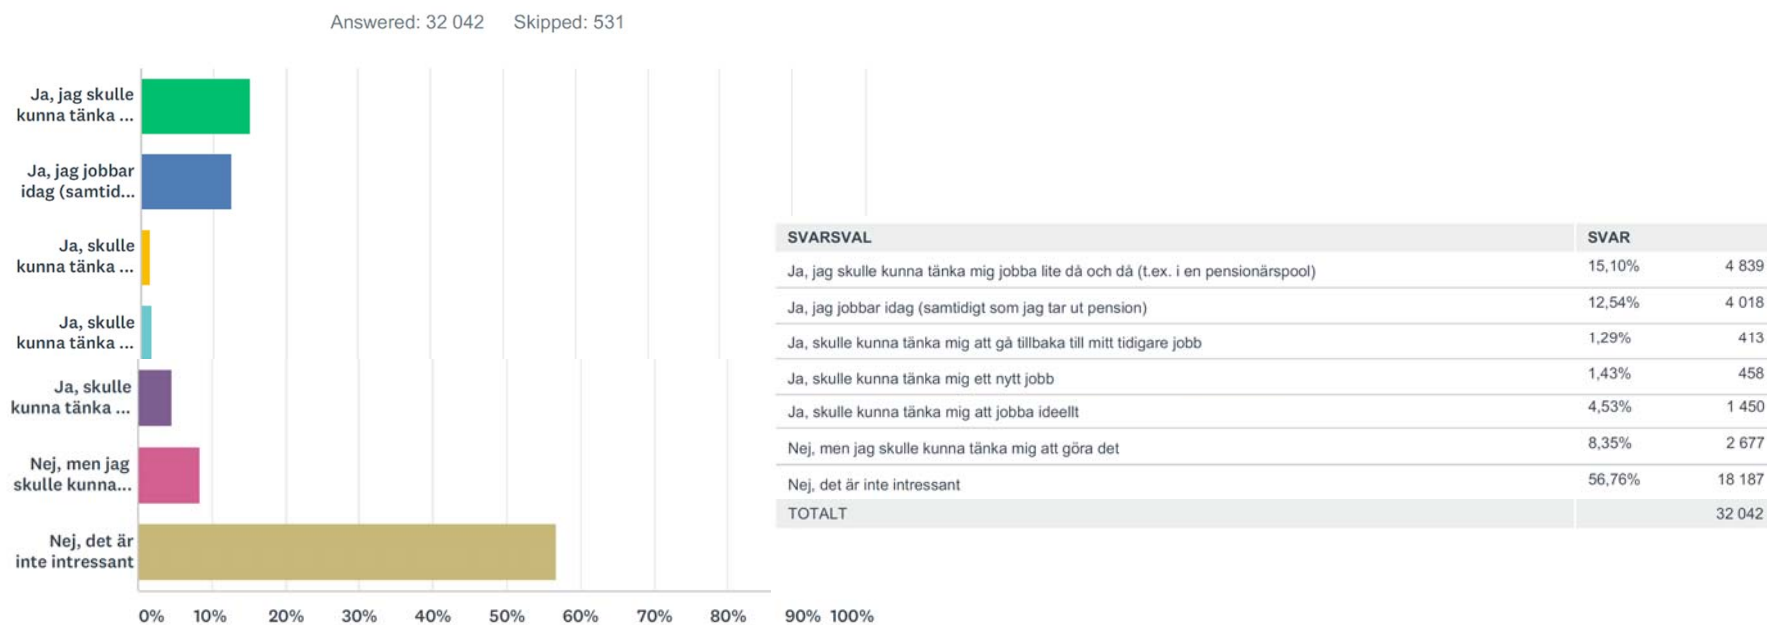 Answered: 32 042 Skipped: 531
Ja, jag skulle
kunna tänka ...
Ja, jag jobbar
idag (samtid...
Ja, skulle
kunna tänka ...
Ja, skulle
kunna tänka ...
Ja, skulle
kunna tänka ...
Nej, men jag
skulle kunna...
Nej, det är
inte intressant
0% 10% 20% 30% 40% 50% 60% 70% 80% 90% 100%
SVARSVAL SVAR
Ja, jag skulle kunna tänka mig jobba lite då och då (t.ex. i en pensionärspool) 15,10% 4 839
Ja, jag jobbar idag (samtidigt som jag tar ut pension) 12,54% 4 018
Ja, skulle kunna tänka mig att gå tillbaka till mitt tidigare jobb 1,29% 413
Ja, skulle kunna tänka mig ett nytt jobb 1,43% 458
Ja, skulle kunna tänka mig att jobba ideellt 4,53% 1 450
Nej, men jag skulle kunna tänka mig att göra det 8,35% 2 677
Nej, det är inte intressant 56,76% 18 187
TOTALT 32 042